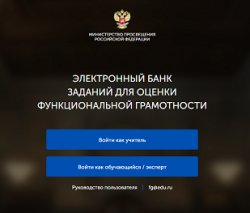 МИНИСТЕРСТВО ПРОСВЕЩЕНИЯ
РОССИЙСКОЙ ФЕДЕРАЦИИ
ЭЛЕКТРОННЫЙ БАНК
ЗАДАНИЙ ДЛЯ ОЦЕНКИ
ФУНКЦИОНАЛЬНОЙ ГРАМОТНОСТИ
Войти как учитель
Войти как обучающийся / эксперт
Руководство пользователя | fg@edu.ru